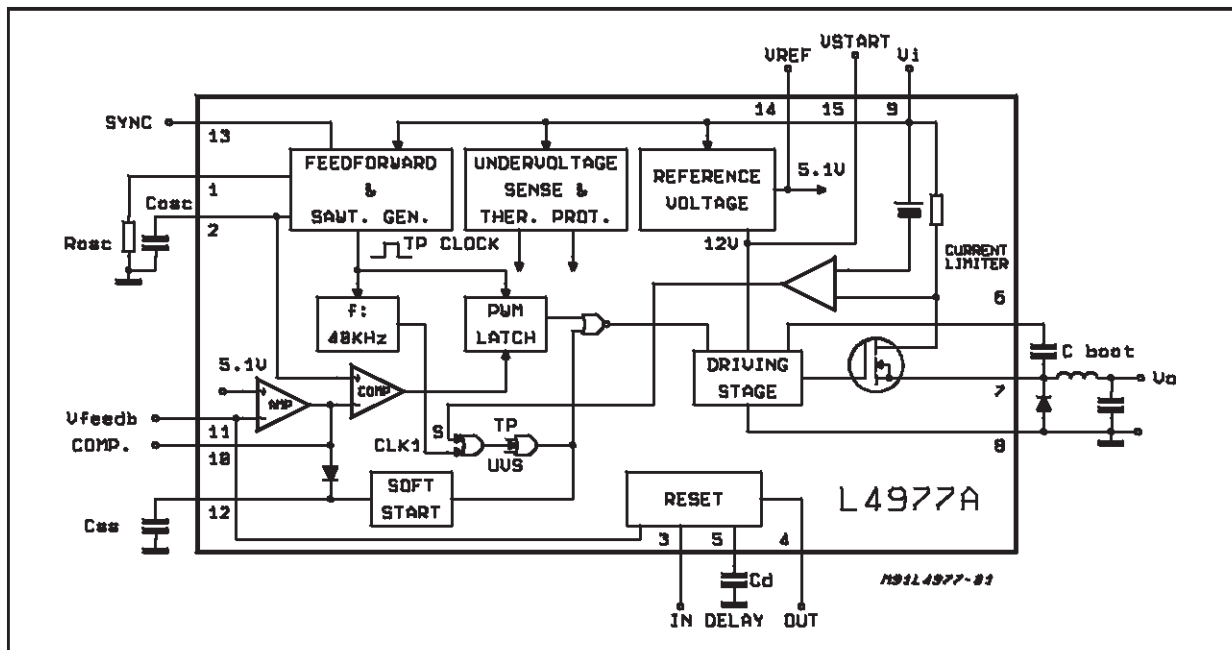 VREF
VSTART
Vi
14
15
9
SYNC
13
FEEDFORWARD
&
SAWT. GEN.
UNDERVOLTAGE
SENSE &
THER. PROT.
REFERENCE
VOLTAGE
5.1V
1
Cosc
2
Rosc
TP CLOCK
12V
CURRENT
LIMITER
6
f:
40KHz
PWM
LATCH
DRIVING
STAGE
C boot
5.1V
AMP
COMP
7
Vo
Vfeedb
11
COMP.
10
S
CLK1
TP
UVS
8
SOFT
START
12
Css
RESET
L4977A
3
5
4
Cd
M91L4977-01
IN
DELAY
OUT